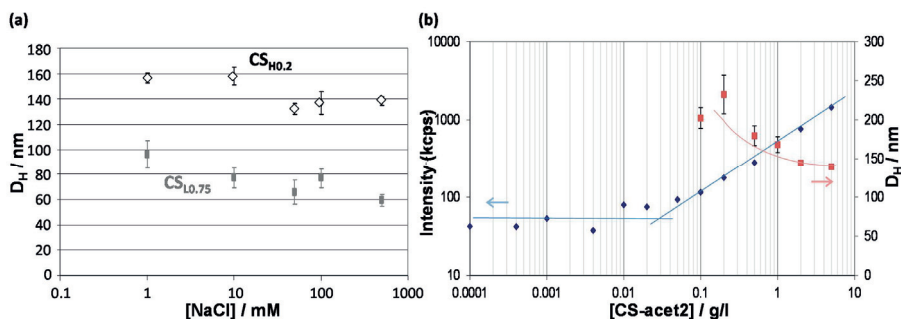 (a)
D_H / nm
180
160
140
120
100
80
60
40
20
0
CS_H0.2
CS_L0.75
0.1 1 10 100 1000
[NaCl] / mM
(b)
Intensity (kcps)
10000
1000
100
10
300
250
200
150
100
50
0
D_H / nm
0.0001 0.001 0.01 0.1 1 10
[CS-acet2] / g/l